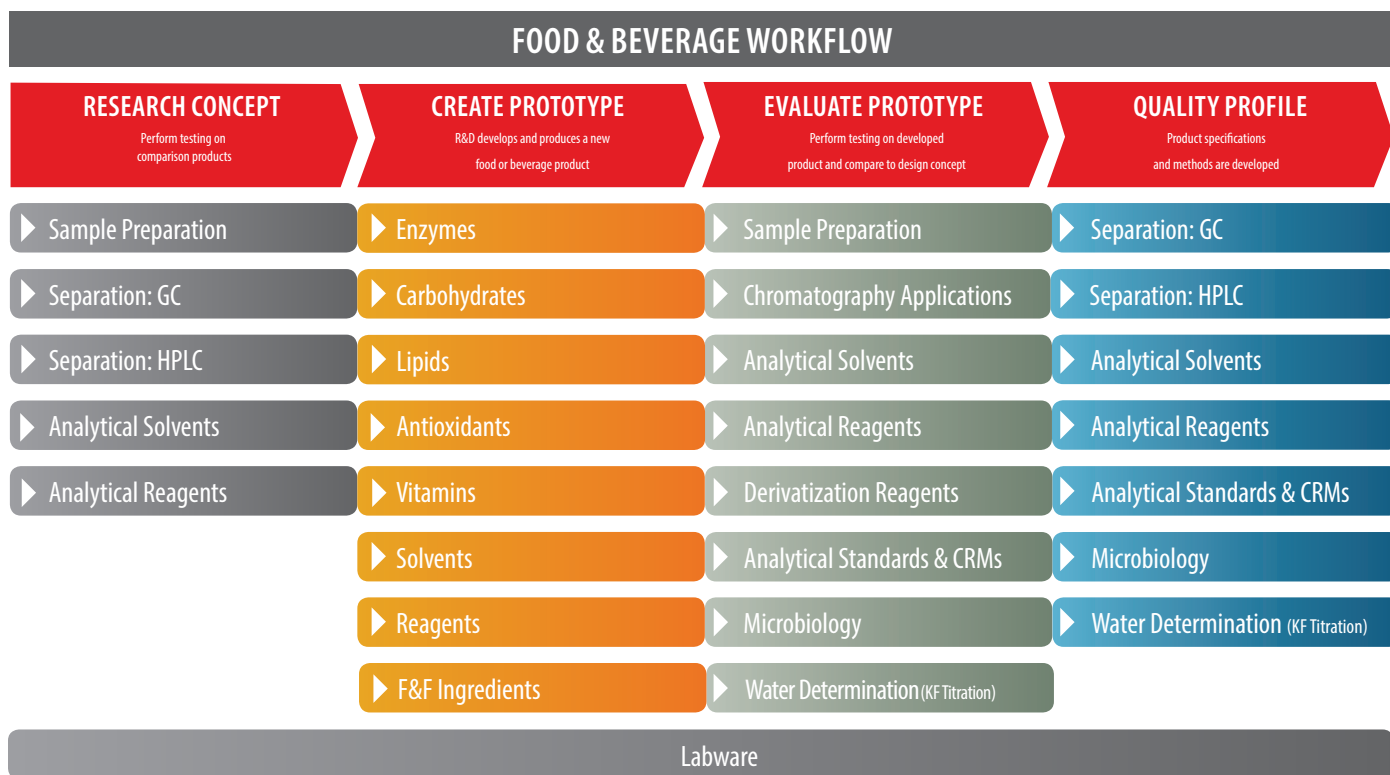 FOOD & BEVERAGE WORKFLOW
RESEARCH CONCEPT
Perform testing on
comparison products
CREATE PROTOTYPE
R&D develops and produces a new
food or beverage product
EVALUATE PROTOTYPE
Perform testing on developed
product and compare to design concept
QUALITY PROFILE
Product specifications
and methods are developed
Sample Preparation
Separation: GC
Separation: HPLC
Analytical Solvents
Analytical Reagents
Enzymes
Carbohydrates
Lipids
Antioxidants
Vitamins
Solvents
Reagents
F&F Ingredients
Sample Preparation
Chromatography Applications
Analytical Solvents
Analytical Reagents
Derivatization Reagents
Analytical Standards & CRMs
Microbiology
Water Determination (KF Titration)
Separation: GC
Separation: HPLC
Analytical Solvents
Analytical Reagents
Analytical Standards & CRMs
Microbiology
Water Determination (KF Titration)
Labware